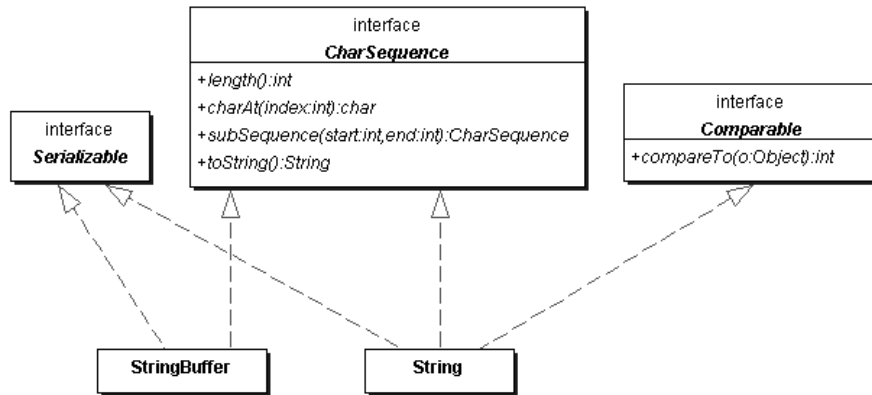 interface
CharSequence
+length():int
+charAt(index:int):char
+subSequence(start:int,end:int):CharSequence
+toString():String
interface
Serializable
interface
Comparable
+compareTo(o:Object):int
StringBuffer
String